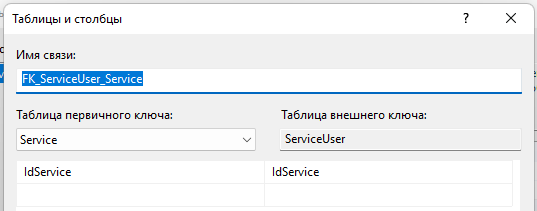 Таблицы и столбцы
?
Имя связи:
FK_ServiceUser_Service
Таблица первичного ключа: Таблица внешнего ключа:
Service ServiceUser
IdService IdService